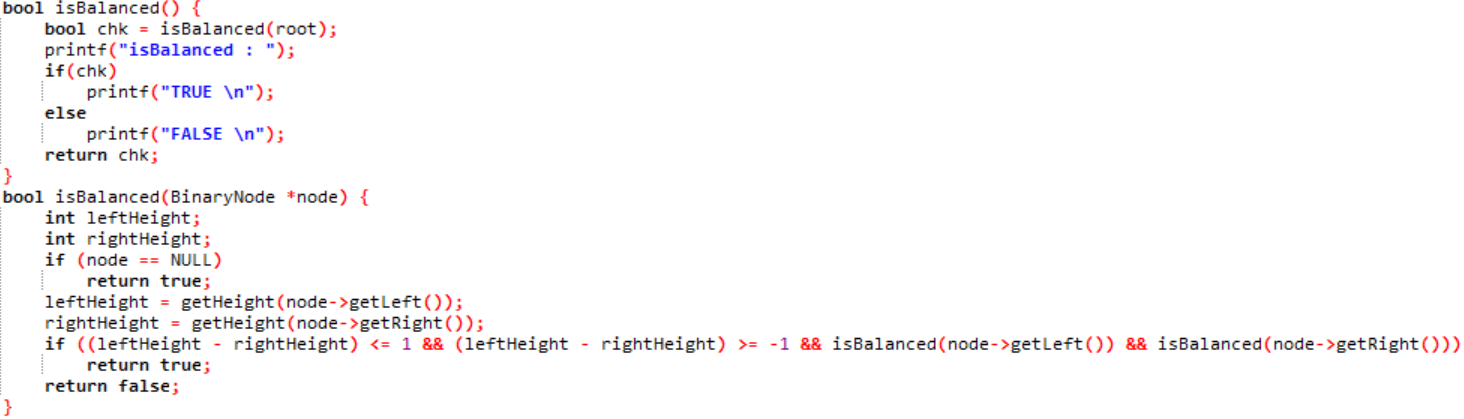 bool isBalanced() {
    bool chk = isBalanced(root);
    printf("isBalanced : ");
    if(chk)
        printf("TRUE \n");
    else
        printf("FALSE \n");
    return chk;
}
bool isBalanced(BinaryNode *node) {
    int leftHeight;
    int rightHeight;
    if (node == NULL)
        return true;
    leftHeight = getHeight(node->getLeft());
    rightHeight = getHeight(node->getRight());
    if ((leftHeight - rightHeight) <= 1 && (leftHeight - rightHeight) >= -1 && isBalanced(node->getLeft()) && isBalanced(node->getRight()))
        return true;
    return false;
}